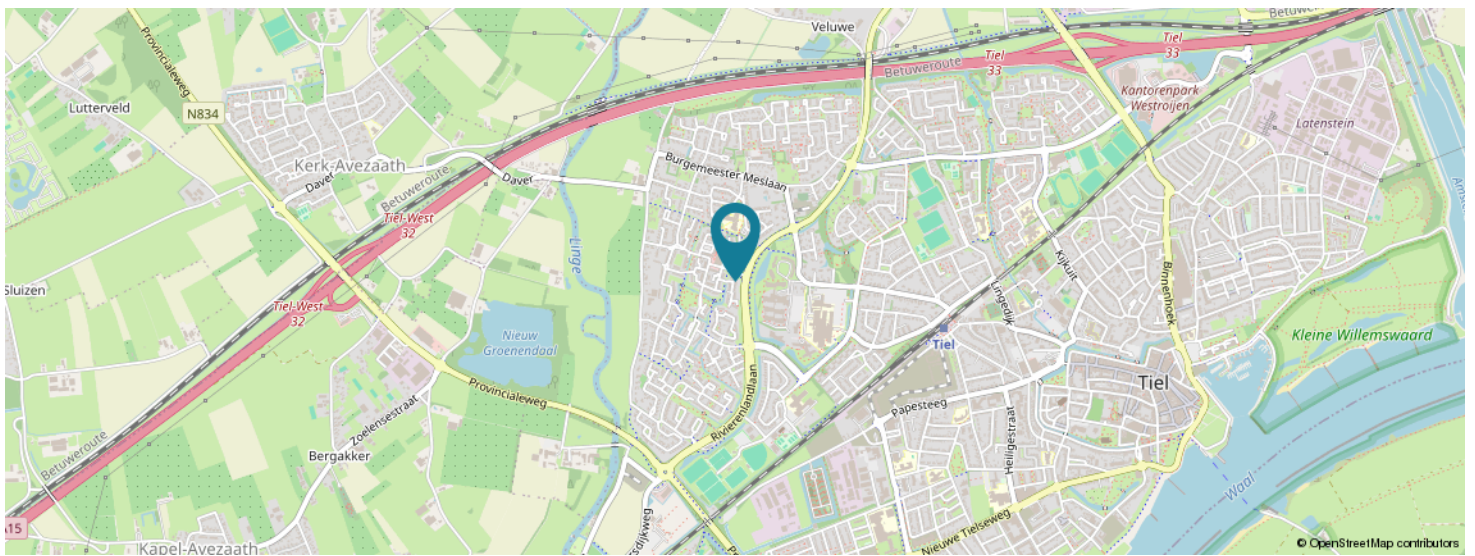 Betuweroute
Veluwe
Provincialeweg
Tiel
33
Tiel
33
Betuweroute
Lutterveld
N834
Kantorenpark
Westroijen
Latenstein
Kerk-Avezaath
Daver
Betuweroute
Daver
Burgemeester Meslaan
Tiel-West
32
Linge
Sluizen
Tiel-West
32
Kijkuit
Binnenhoek
Lingedijk
Nieuw
Groenendaal
Tiel
Kleine Willemswaard
Provincialeweg
Rivierenlandlaan
Tiel
Zoelensestraat
Papesteeg
Heiligestraat
Bergakker
Betuweroute
Waal
A15
Kapel-Avezaath
Nieuwe Tielseweg
© OpenStreetMap contributors